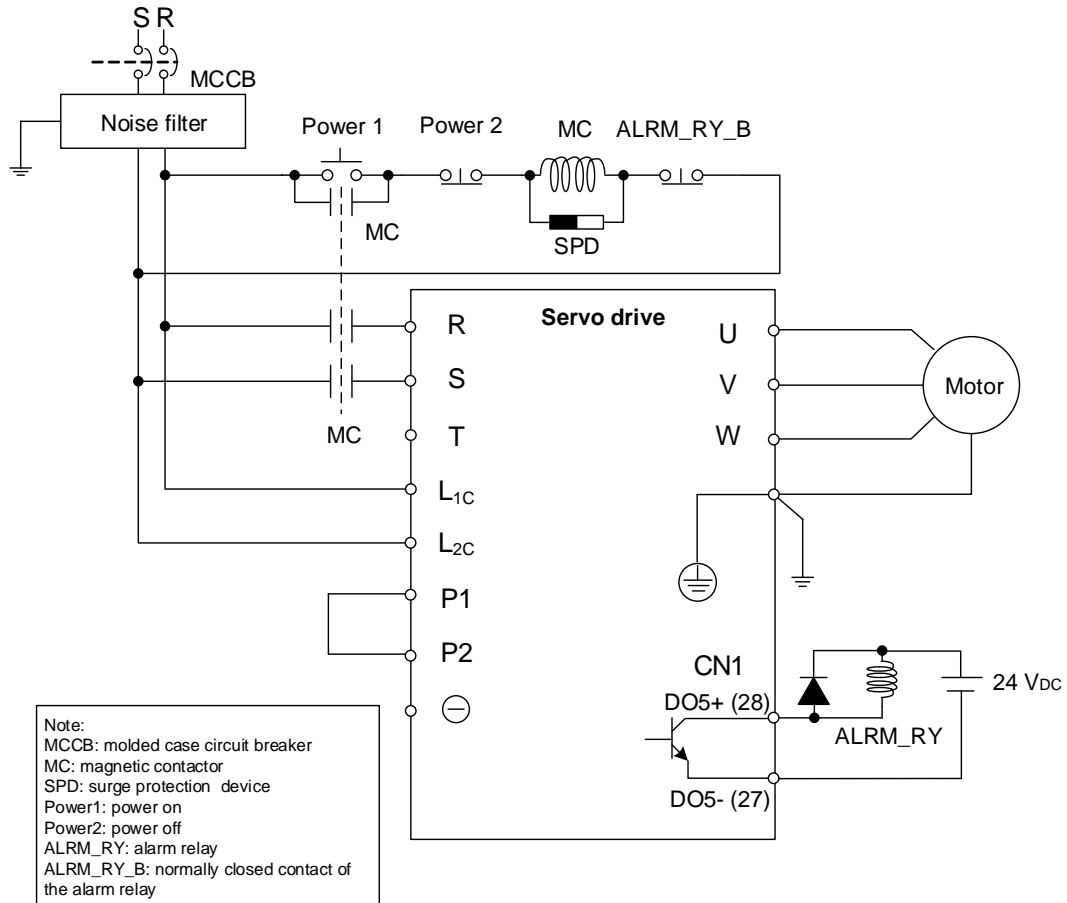 S R
MCCB
Noise filter
Power 1
Power 2
MC
ALRM_RY_B
MC
SPD
Servo drive
R
S
T
MC
L1C
L2C
P1
P2
U
V
W
Motor
CN1
DO5+ (28)
DO5- (27)
ALRM_RY
24 VDC
Note:
MCCB: molded case circuit breaker
MC: magnetic contactor
SPD: surge protection device
Power1: power on
Power2: power off
ALRM_RY: alarm relay
ALRM_RY_B: normally closed contact of
the alarm relay